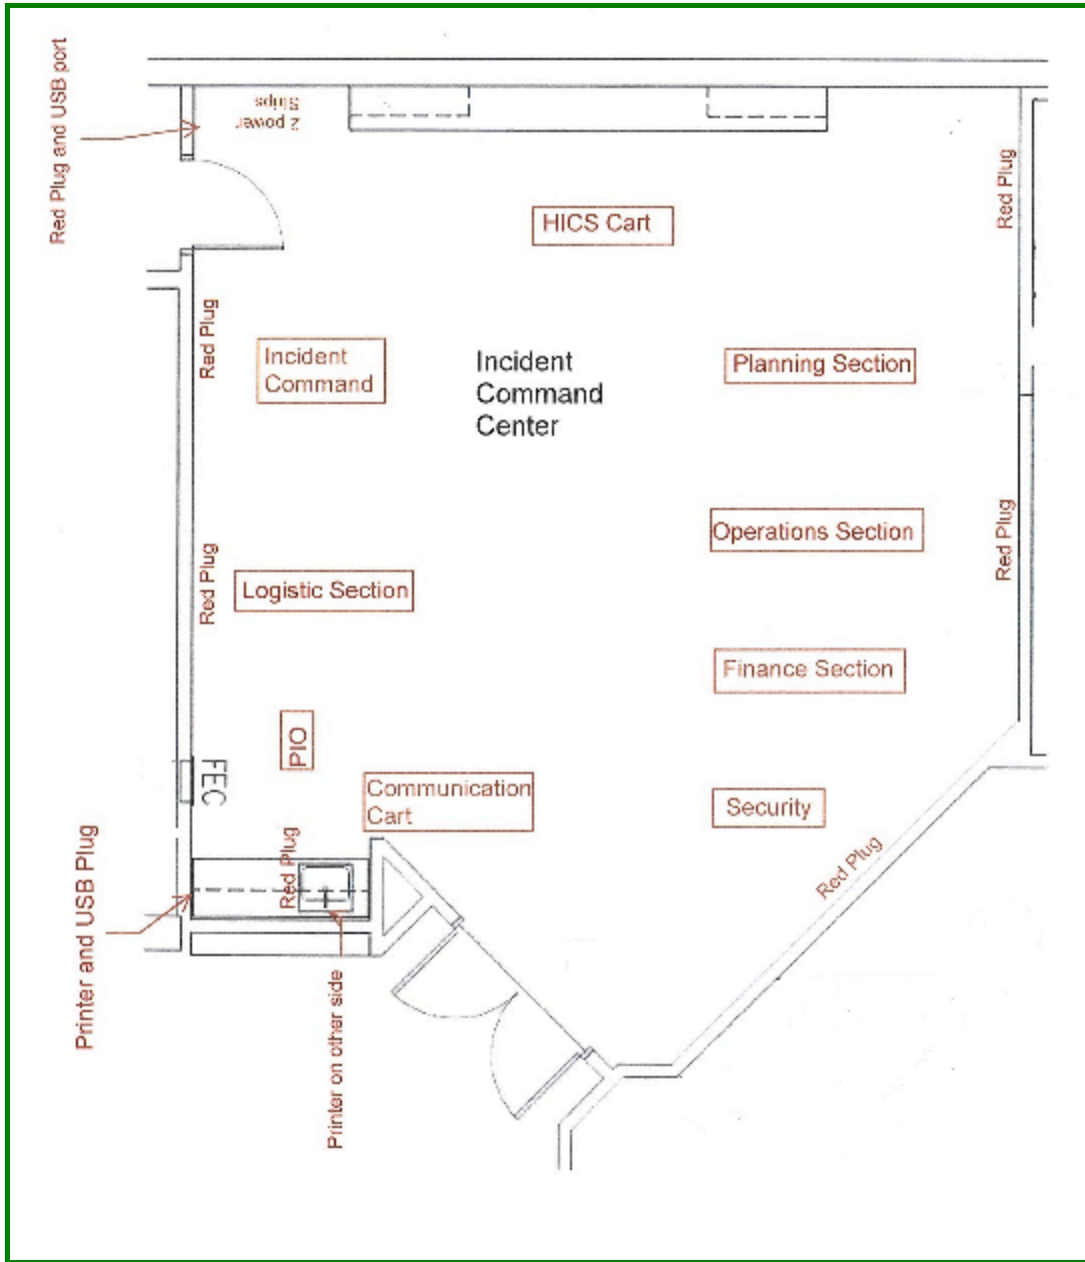 Red Plug and USB port
2 power
Strips
Red Plug
HICS Cart
Red Plug
Incident
Command
Incident
Command
Center
Planning Section
Operations Section
Red Plug
Red Plug
Logistic Section
Finance Section
PIO
FEC
Communication
Cart
Security
Red Plug
Red Plug
Printer and USB Plug
Printer on other side